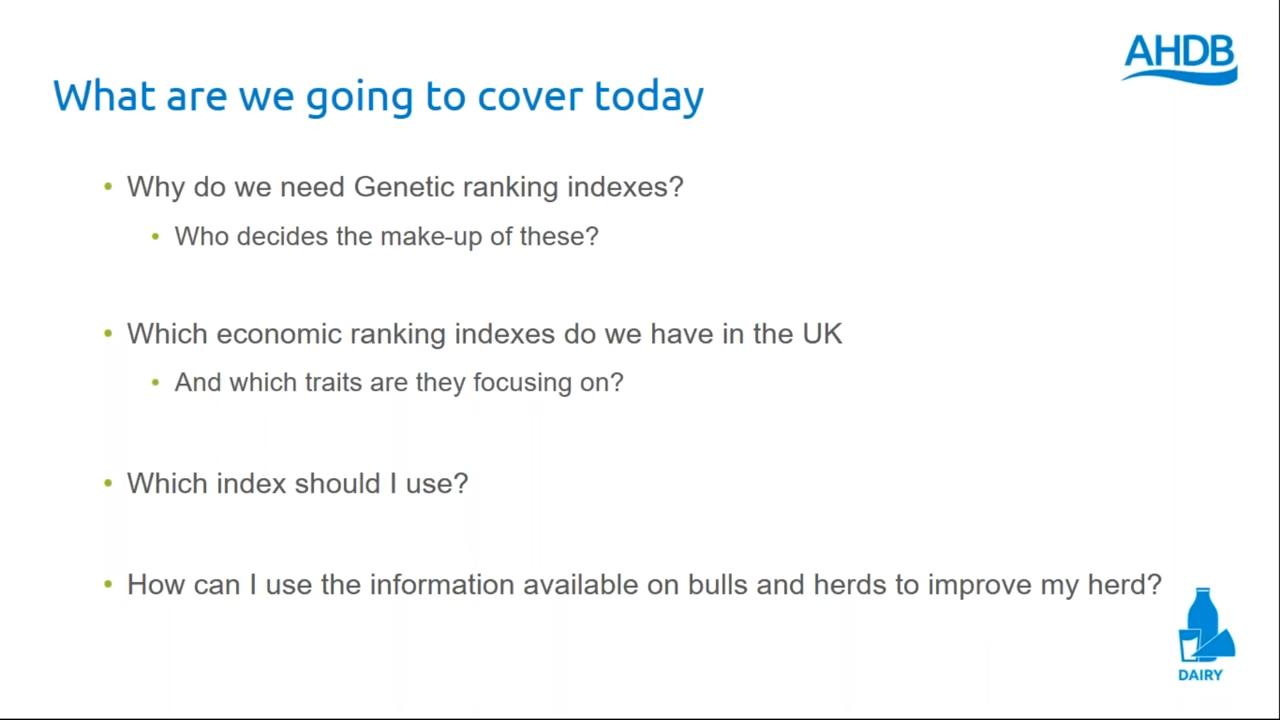 AHDB
What are we going to cover today
• Why do we need Genetic ranking indexes?
• Who decides the make-up of these?
• Which economic ranking indexes do we have in the UK
• And which traits are they focusing on?
• Which index should I use?
• How can I use the information available on bulls and herds to improve my herd?
DAIRY